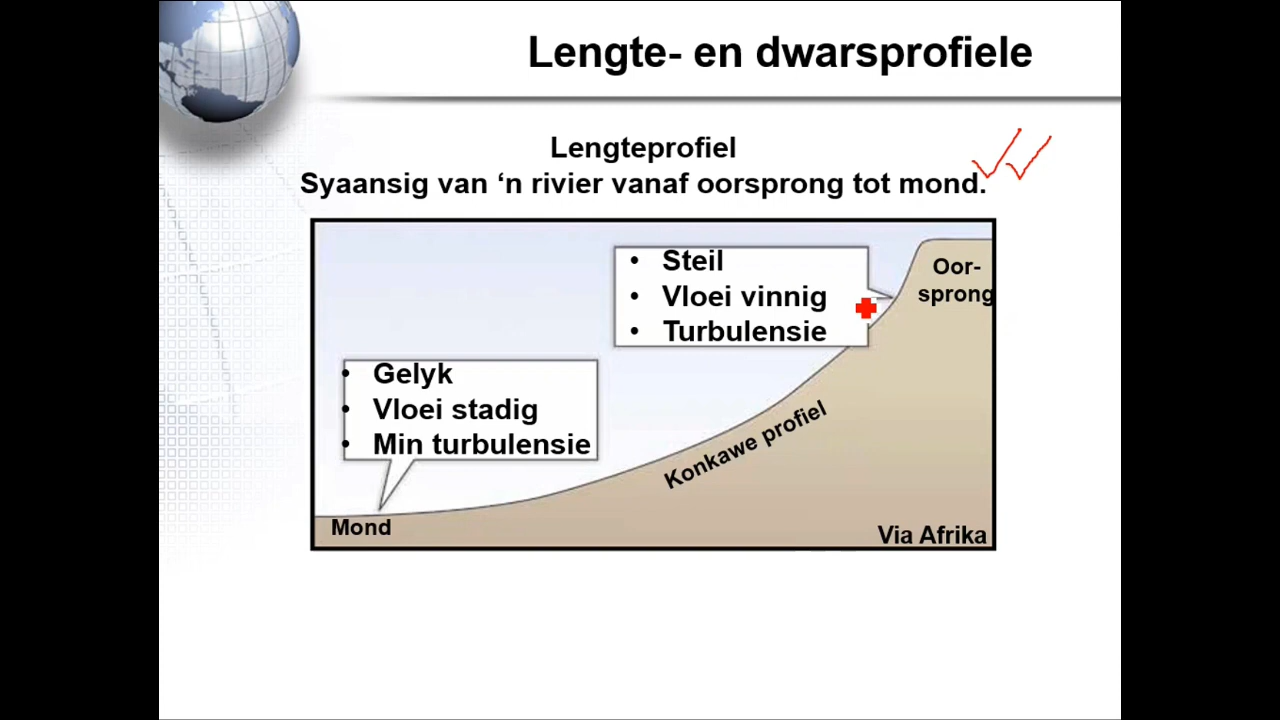 Lengte- en dwarsprofiele
Lengteprofiel
Syaansig van ‘n rivier vanaf oorsprong tot mond.
• Steil
• Vloei vinnig
• Turbulensie
Oor-
sprong
• Gelyk
• Vloei stadig
• Min turbulensie
Konkawe profiel
Mond
Via Afrika